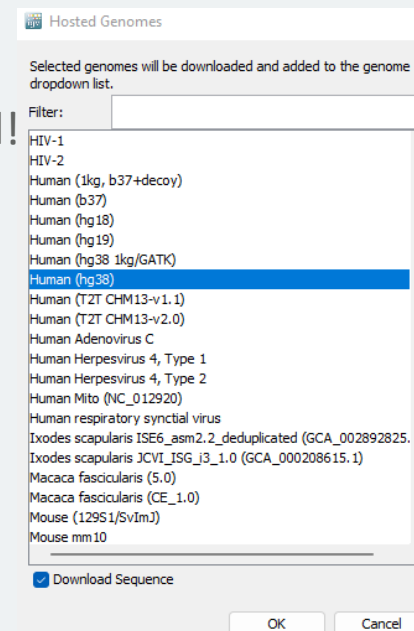 Hosted Genomes
Selected genomes will be downloaded and added to the genome
dropdown list.
Filter:
!
HIV-1
HIV-2
Human (1kg, b37+decoy)
Human (b37)
Human (hg18)
Human (hg19)
Human (hg38 1kg/GATK)
Human (hg38)
Human (T2T CHM13-v1.1)
Human (T2T CHM13-v2.0)
Human Adenovirus C
Human Herpesvirus 4, Type 1
Human Herpesvirus 4, Type 2
Human Mito (NC_012920)
Human respiratory synctial virus
Ixodes scapularis ISE6_asm2.2_deduplicated (GCA_002892825.
Ixodes scapularis JCVI_ISG_i3_1.0 (GCA_000208615.1)
Macaca fascicularis (5.0)
Macaca fascicularis (CE_1.0)
Mouse (129S1/SvImJ)
Mouse mm10
Download Sequence
OK Cancel